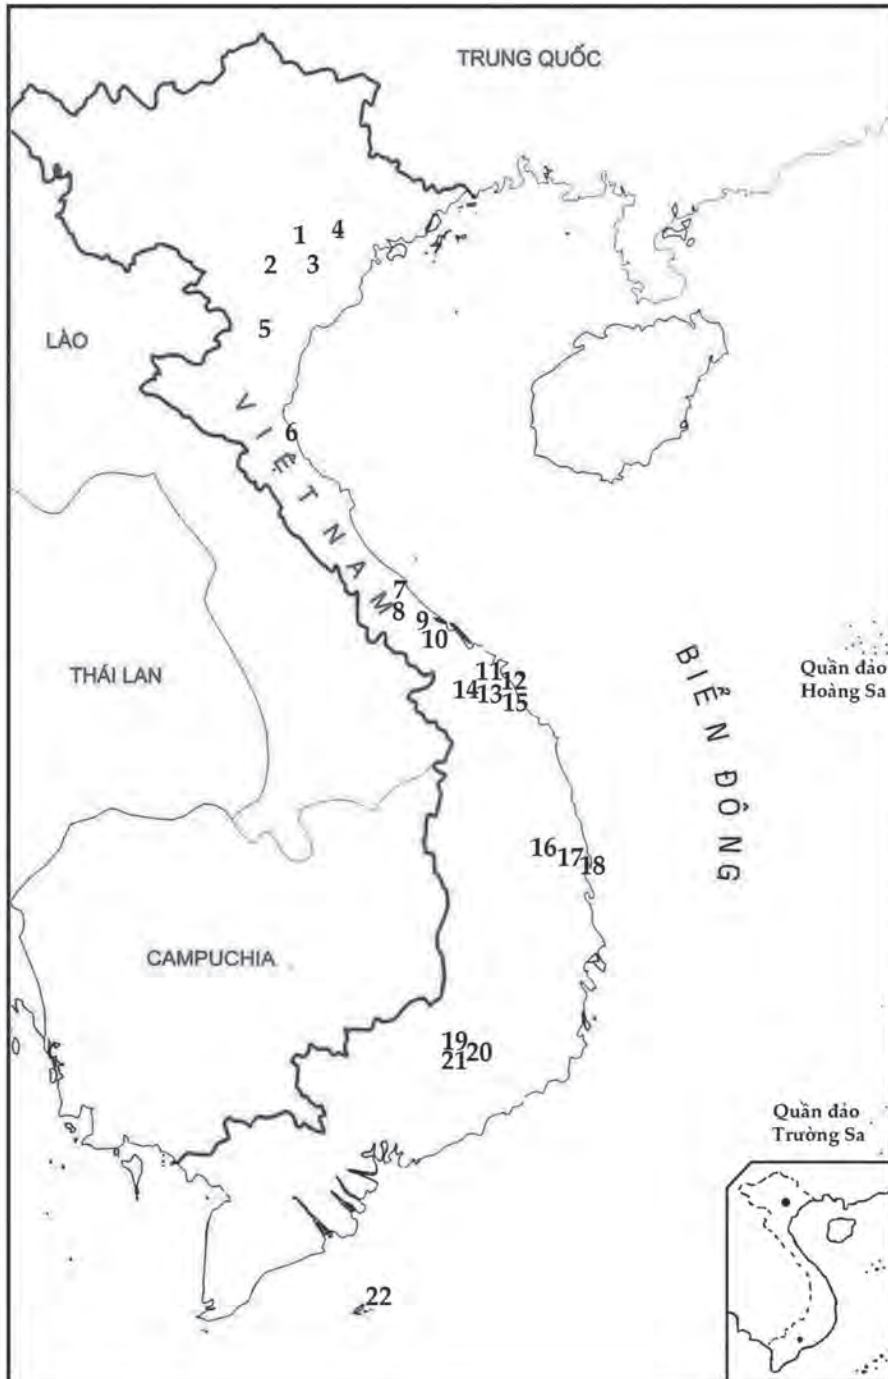 TRUNG QUỐC
1
4
2
3
5
LÀO
VIỆT NAM
6
7
8
9
10
THÁI LAN
11
12
14
13
15
BIỂN ĐÔNG
Quần đảo
Hoàng Sa
16
17
18
CAMPUCHIA
19
20
21
Quần đảo
Trường Sa
22